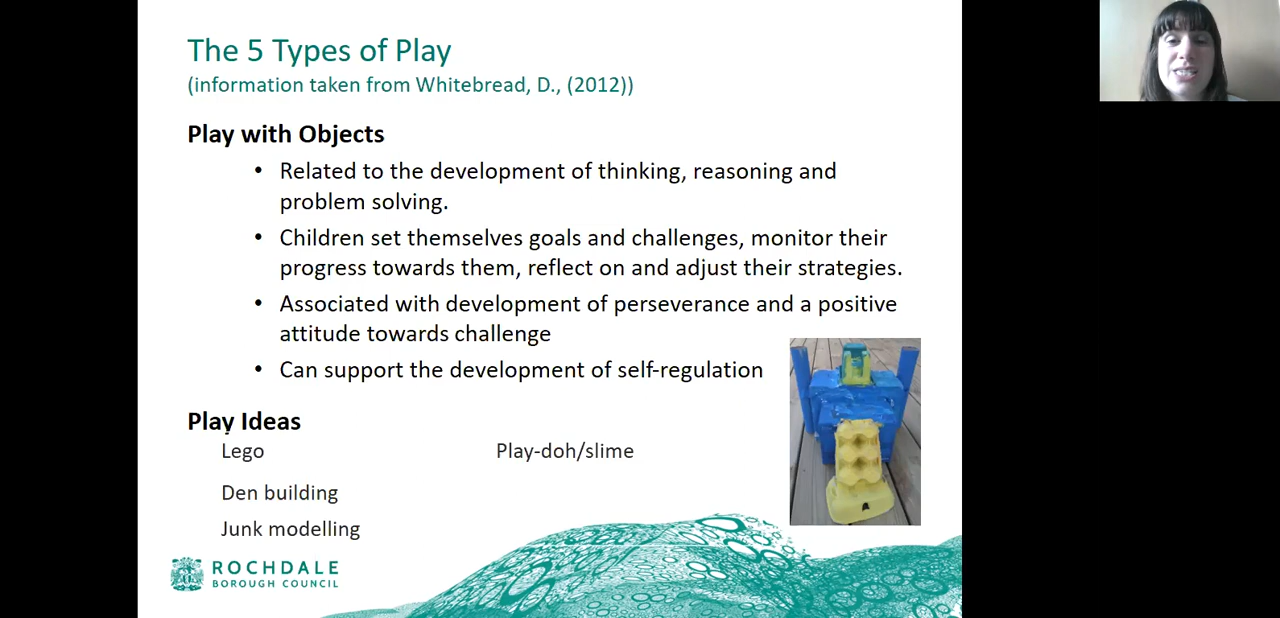 The 5 Types of Play
(information taken from Whitebread, D., (2012))
Play with Objects
• Related to the development of thinking, reasoning and
problem solving.
• Children set themselves goals and challenges, monitor their
progress towards them, reflect on and adjust their strategies.
• Associated with development of perseverance and a positive
attitude towards challenge
• Can support the development of self-regulation
Play Ideas
Lego
Play-doh/slime
Den building
Junk modelling
ROCHDALE
BOROUGH COUNCIL